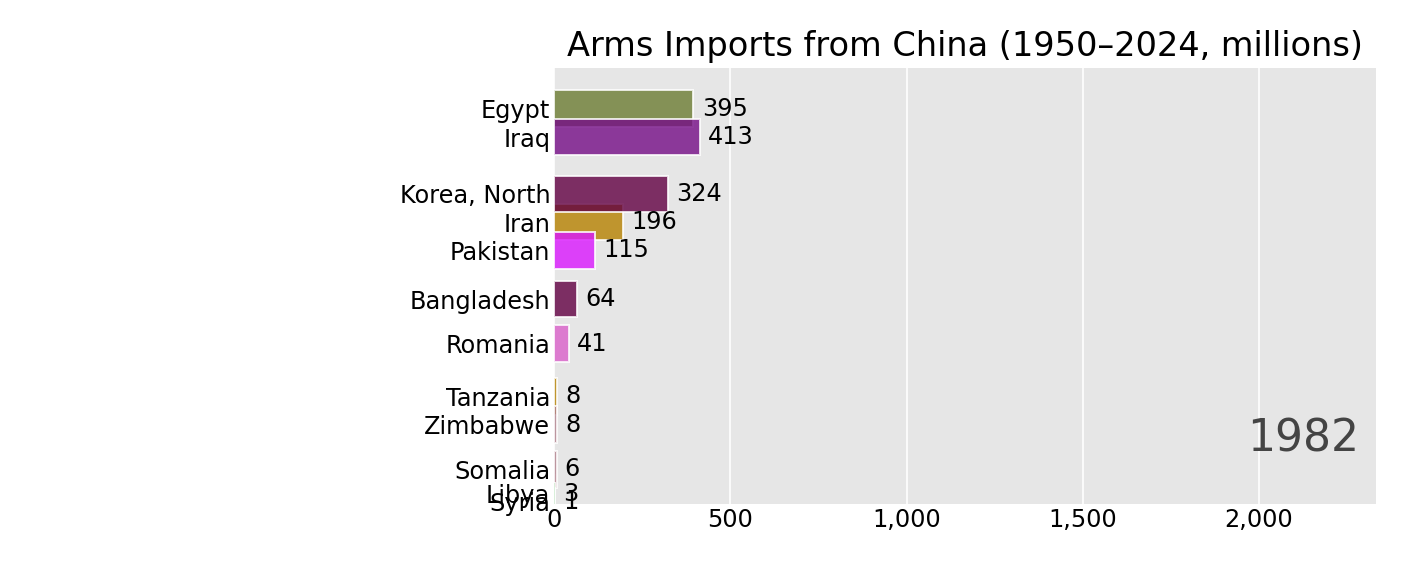 Arms Imports from China (1950–2024, millions)
Egypt 395
Iraq 413
Korea, North 324
Iran 196
Pakistan 115
Bangladesh 64
Romania 41
Tanzania 8
Zimbabwe 8
1982
Somalia 6
Libya 3
Syria 1
0 500 1,000 1,500 2,000